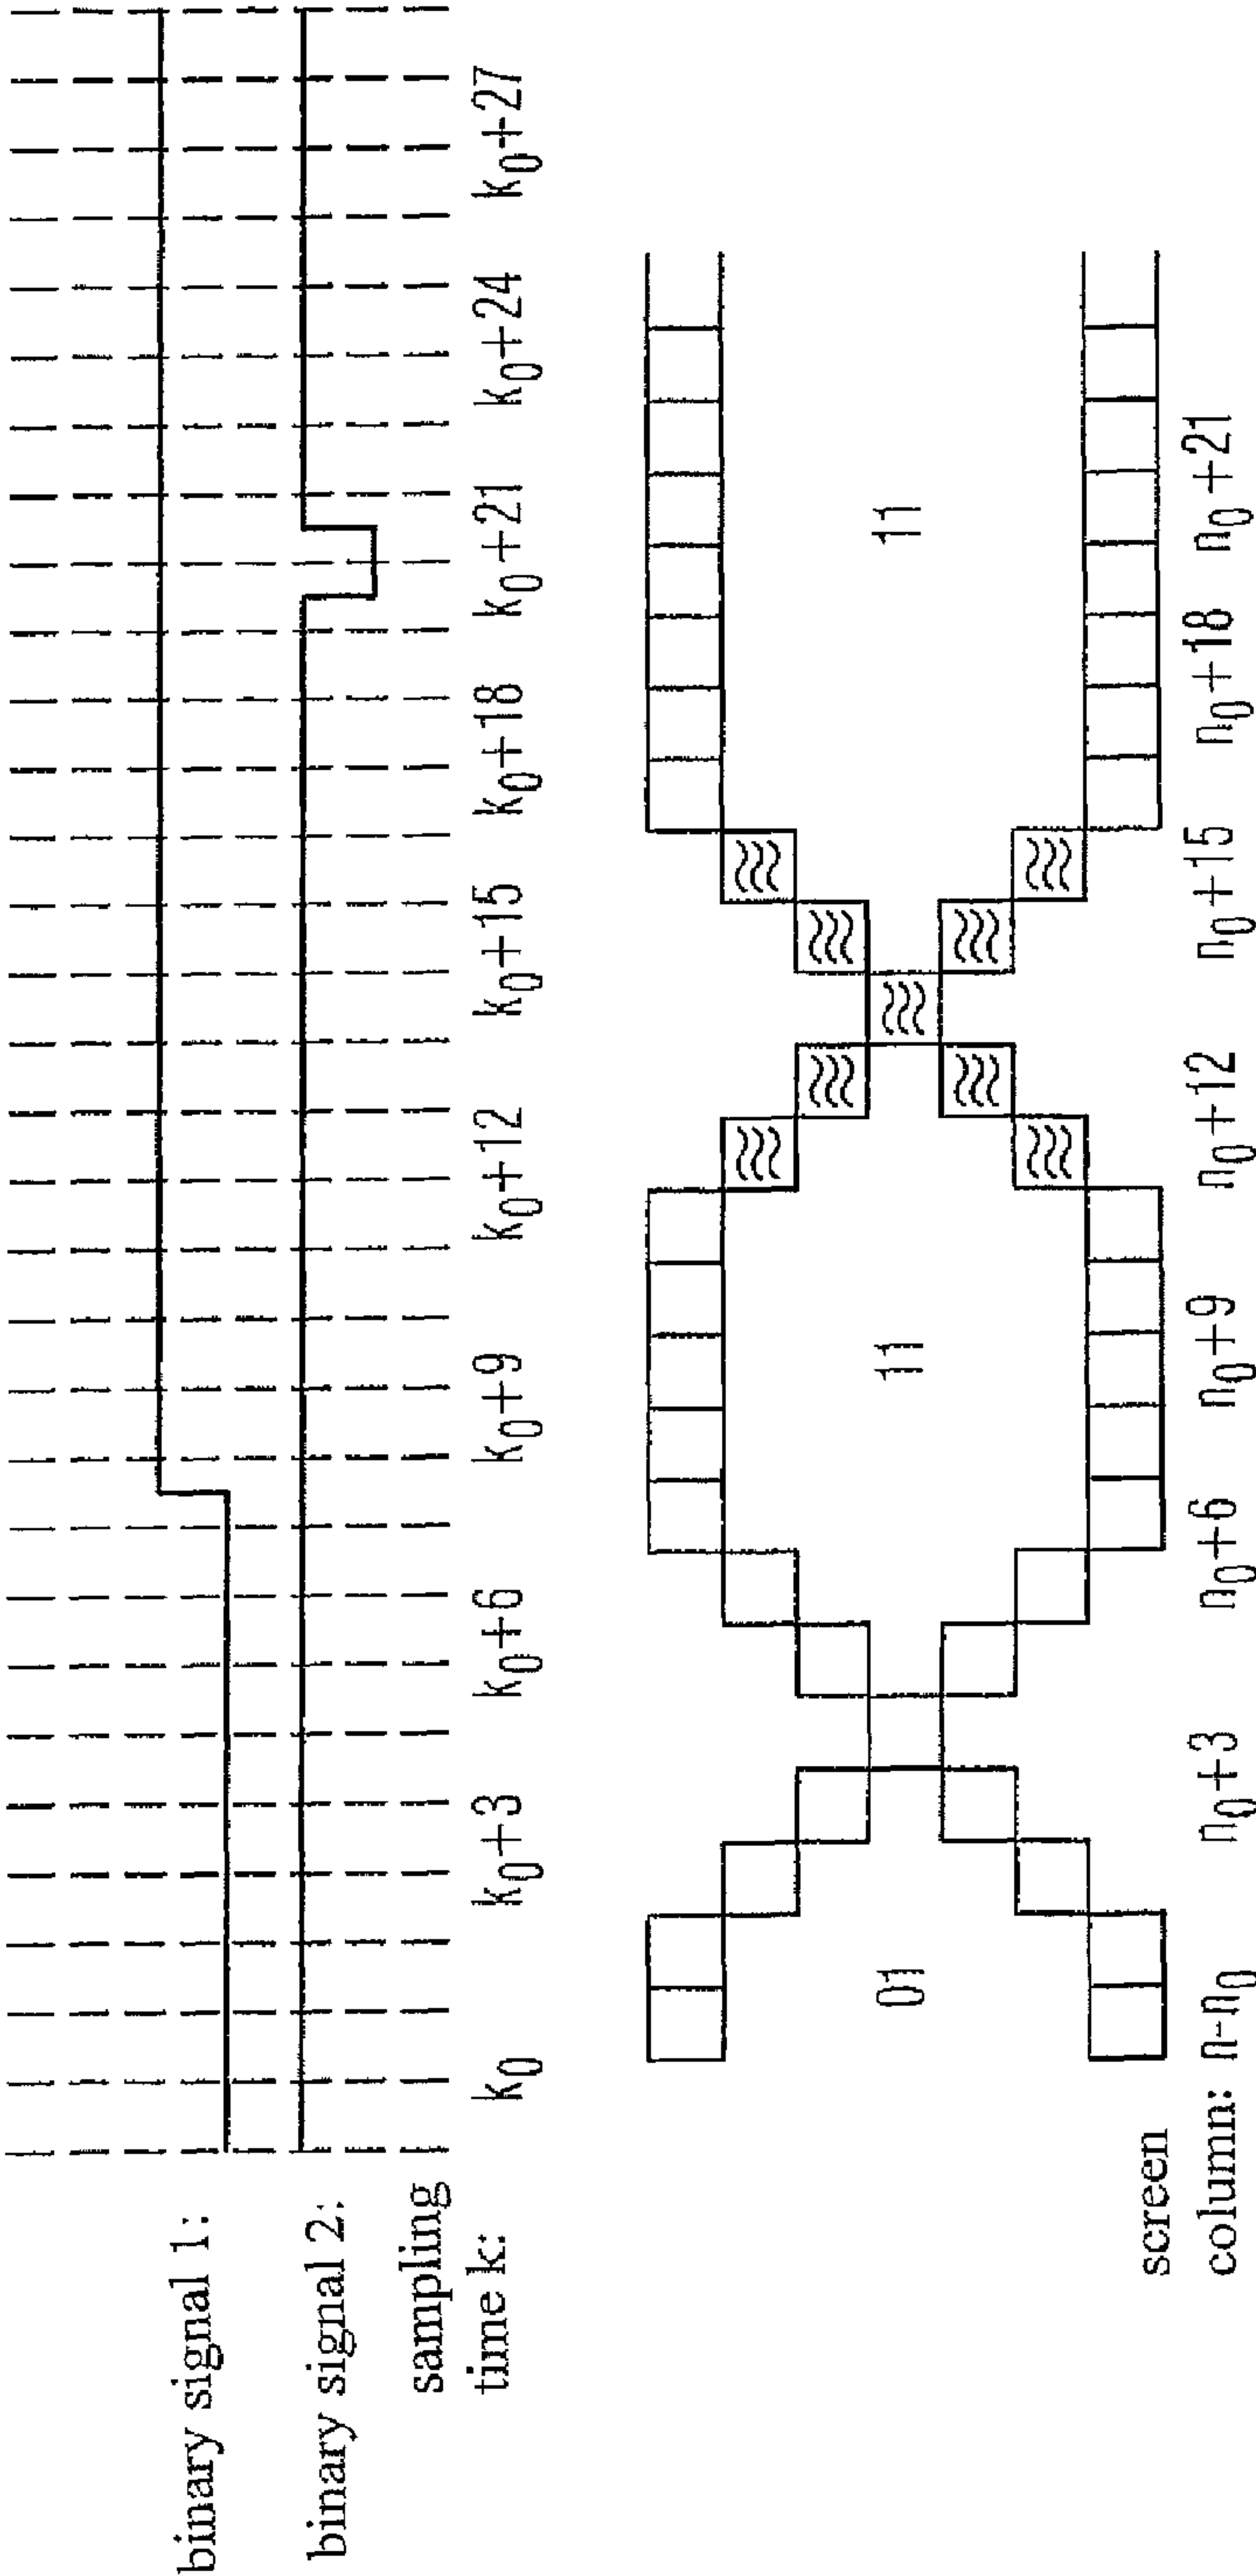 binary signal 1:
binary signal 2:
sampling
time k:
k₀ k₀+3 k₀+6 k₀+9 k₀+12 k₀+15 k₀+18 k₀+21 k₀+24 k₀+27
01 11 11
screen
column: n-n₀ n₀+3 n₀+6 n₀+9 n₀+12 n₀+15 n₀+18 n₀+21